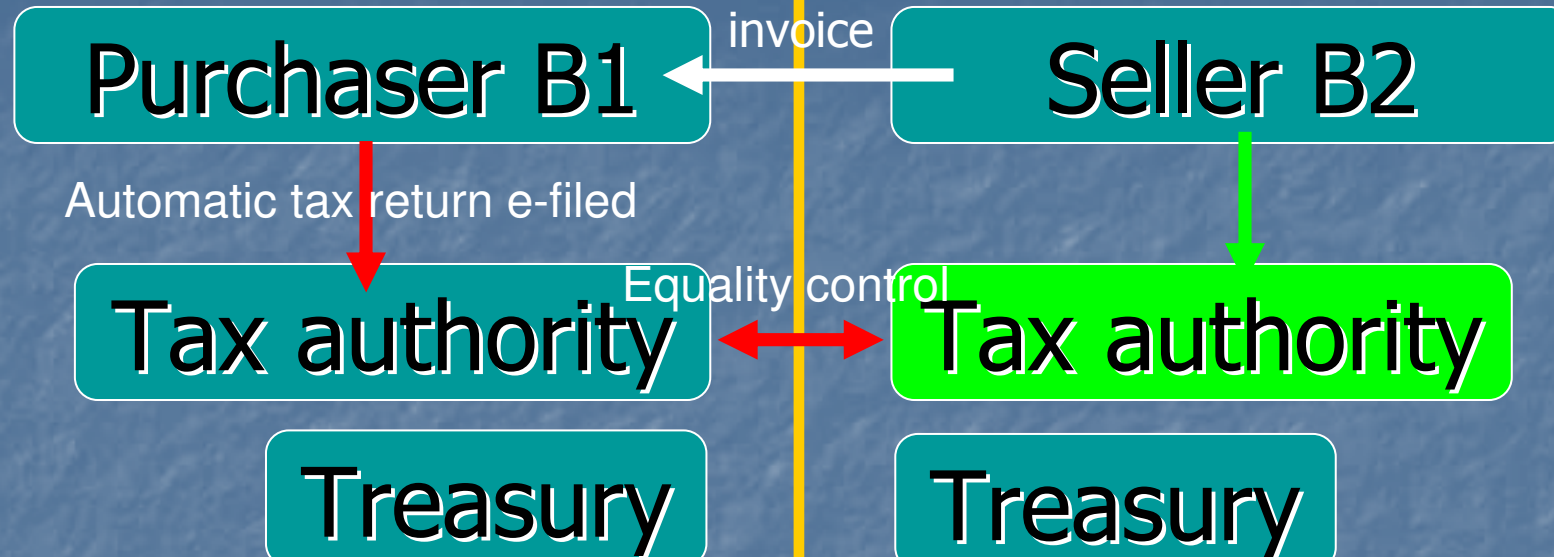 invoice
Purchaser B1
Seller B2
Automatic tax return e-filed
Equality control
Tax authority
Tax authority
Treasury
Treasury